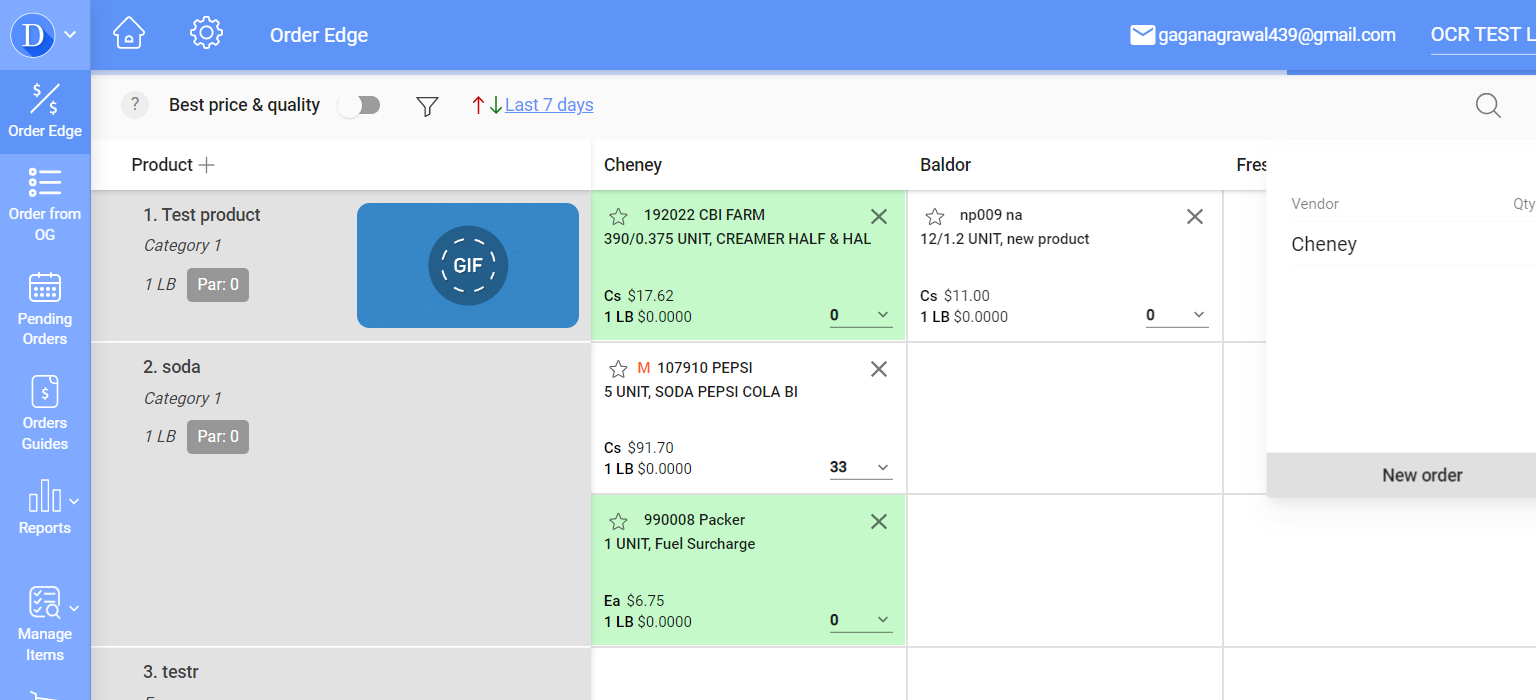 D
Order Edge
gaganagrawal439@gmail.com
OCR TEST L
Order Edge
Order from
OG
Pending
Orders
Orders
Guides
Reports
Manage
Items
?
Best price & quality
Last 7 days
Product
Cheney
Baldor
Fres
1. Test product
Category 1
1 LB
Par: 0
GIF
192022 CBI FARM
390/0.375 UNIT, CREAMER HALF & HAL
Cs $17.62
1 LB $0.0000
0
np009 na
12/1.2 UNIT, new product
Cs $11.00
1 LB $0.0000
0
Vendor
Qty
Cheney
New order
2. soda
Category 1
1 LB
Par: 0
M 107910 PEPSI
5 UNIT, SODA PEPSI COLA BI
Cs $91.70
1 LB $0.0000
33
990008 Packer
1 UNIT, Fuel Surcharge
Ea $6.75
1 LB $0.0000
0
3. testr